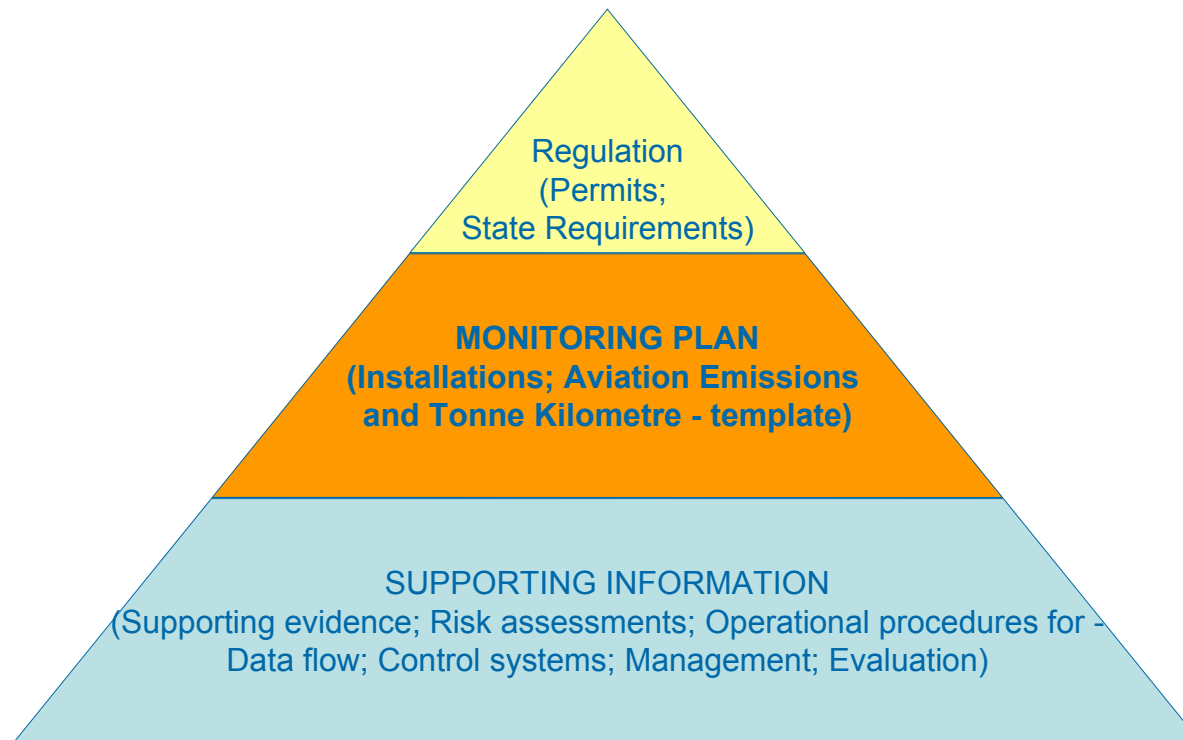 Regulation
(Permits;
State Requirements)
MONITORING PLAN
(Installations; Aviation Emissions
and Tonne Kilometre - template)
SUPPORTING INFORMATION
(Supporting evidence; Risk assessments; Operational procedures for -
Data flow; Control systems; Management; Evaluation)